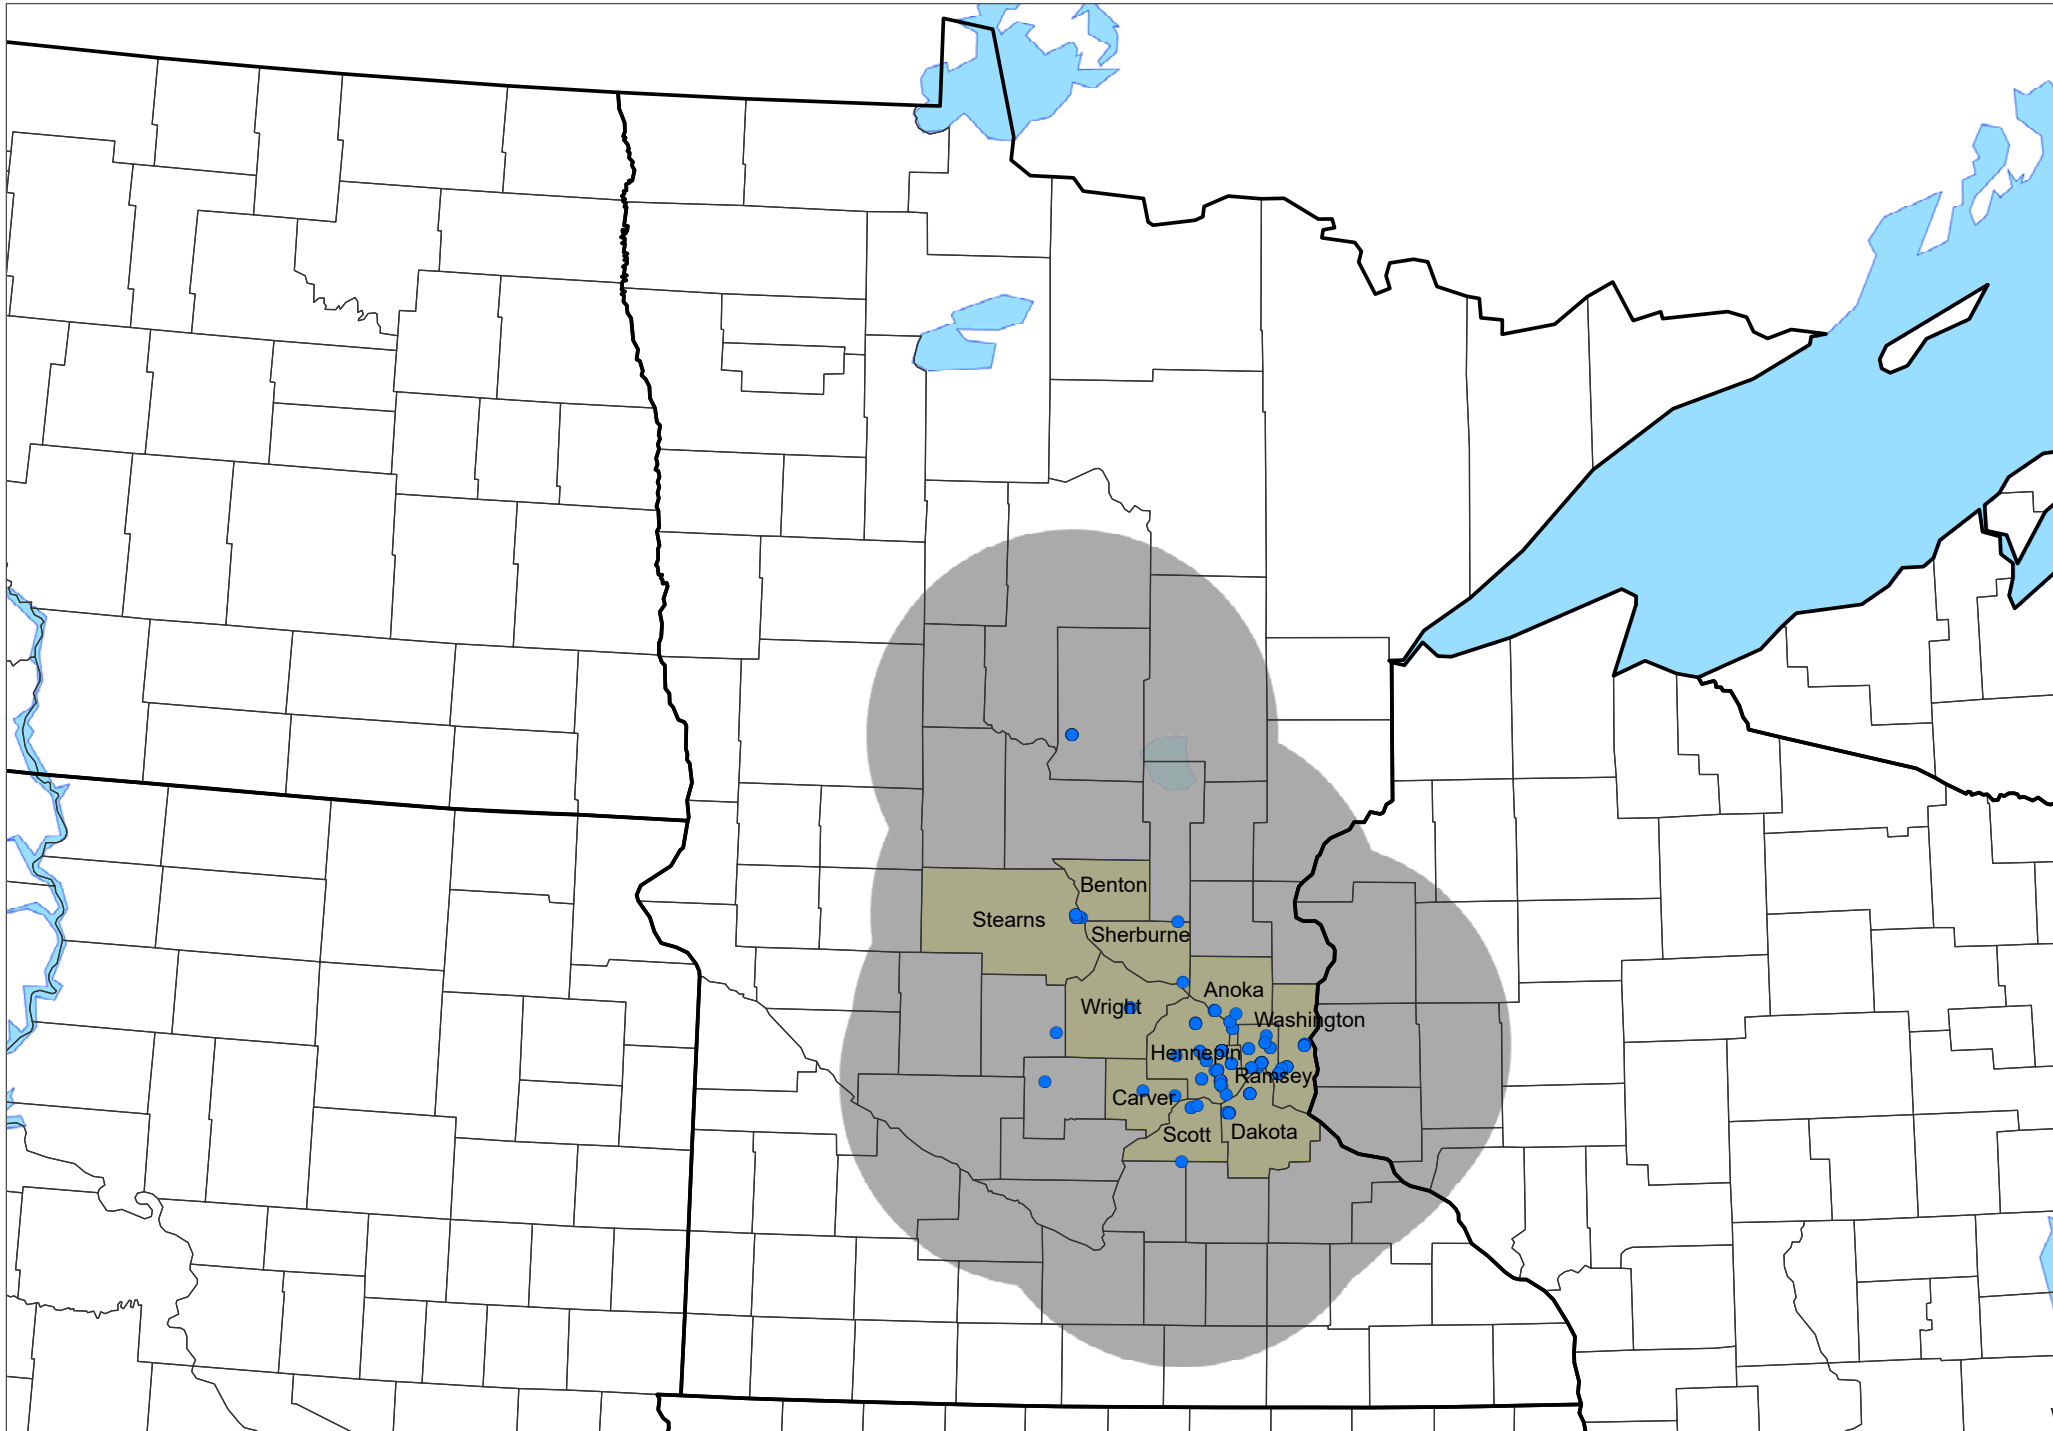 Benton
Stearns
Sherburne
Anoka
Wright
Washington
Hennepin
Ramsey
Carver
Scott
Dakota